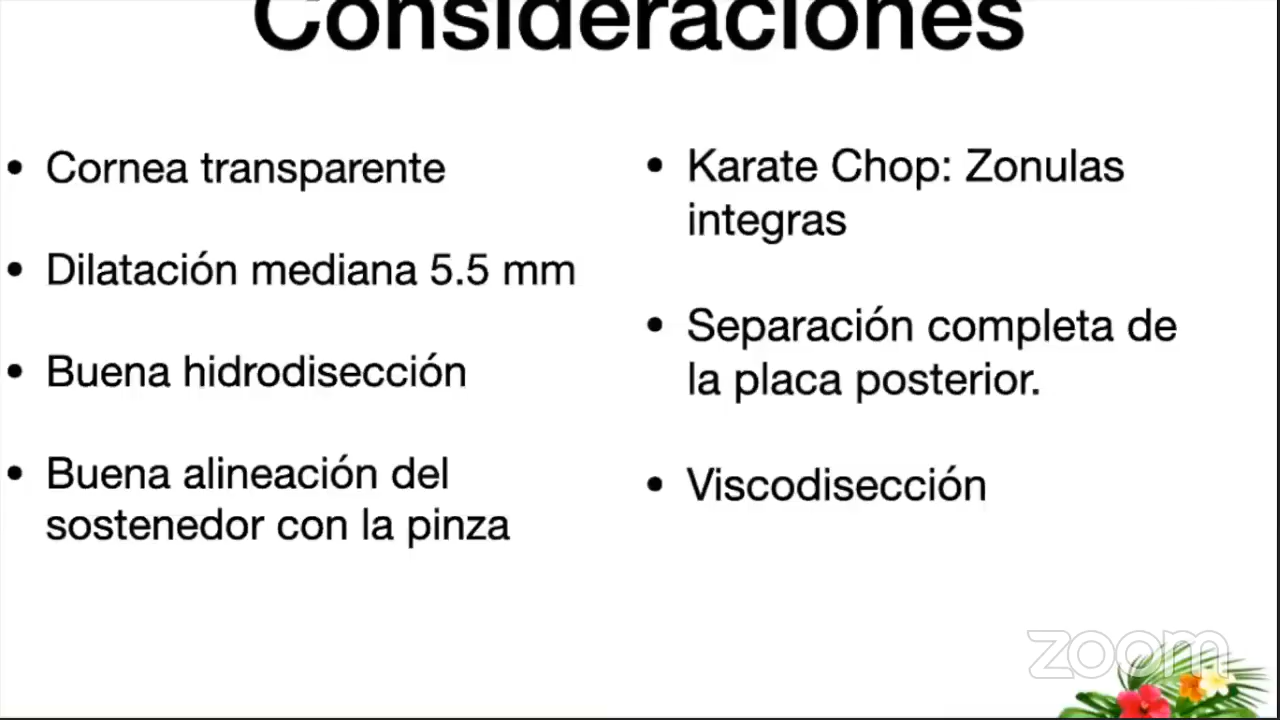 Consideraciones
• Cornea transparente
• Dilatación mediana 5.5 mm
• Buena hidrodisección
• Buena alineación del
sostenedor con la pinza
• Karate Chop: Zonulas
integras
• Separación completa de
la placa posterior.
• Viscodisección
zoom